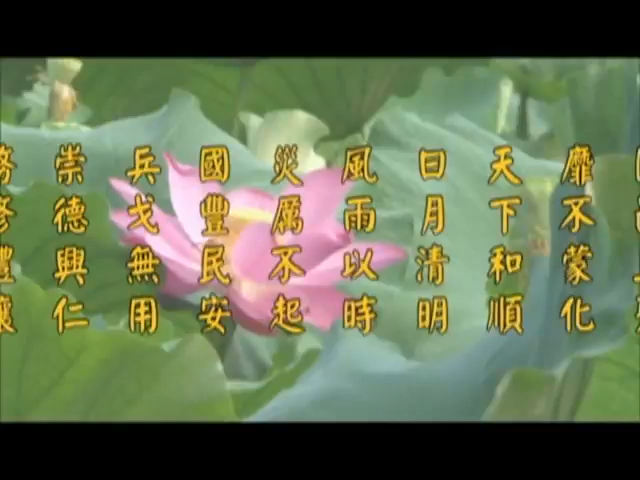 靡不蒙化
天下和順
日月清明
風雨以時
災厲不起
國豐民安
兵戈無用
崇德興仁